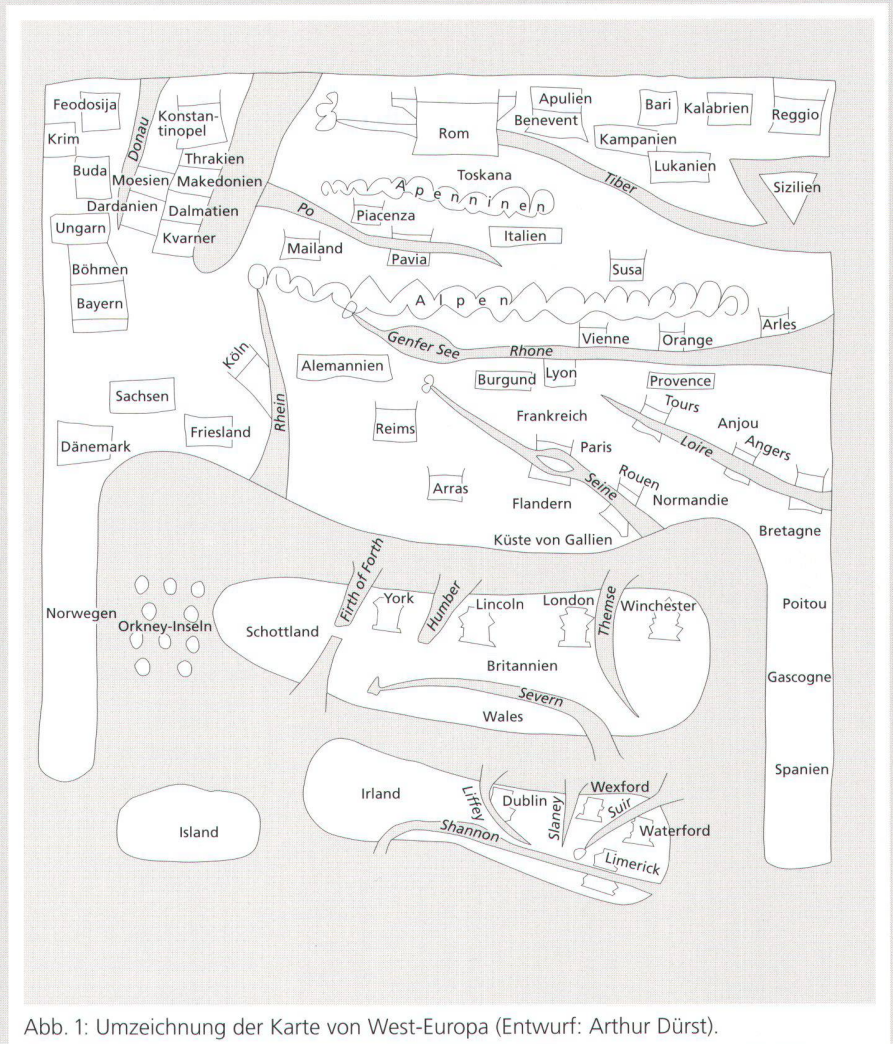 Feodosija
Krim
Donau
Konstan-
tinopel
Thrakien
Buda
Moesien
Makedonien
Dardanien
Dalmatien
Ungarn
Kvarner
Böhmen
Bayern
Rom
Apulien
Benevent
Bari
Kalabrien
Reggio
Kampanien
Lukanien
Sizilien
Tiber
Toskana
Apenninen
Po
Piacenza
Italien
Mailand
Pavia
Susa
Alpen
Genfer See
Rhone
Vienne
Orange
Arles
Köln
Alemannien
Burgund
Lyon
Provence
Sachsen
Rhein
Friesland
Dänemark
Reims
Frankreich
Tours
Anjou
Loire
Angers
Paris
Seine
Rouen
Normandie
Arras
Flandern
Küste von Gallien
Bretagne
Norwegen
Orkney-Inseln
Schottland
Firth of Forth
York
Humber
Lincoln
London
Themse
Winchester
Poitou
Britannien
Gascogne
Severn
Wales
Spanien
Irland
Liffey
Dublin
Slaney
Wexford
Suir
Waterford
Shannon
Limerick
Island
Abb. 1: Umzeichnung der Karte von West-Europa (Entwurf: Arthur Dürst).